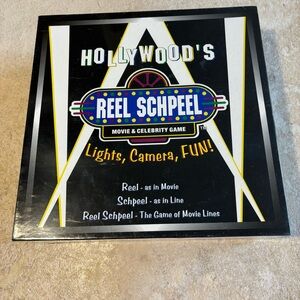 HOLLYWOOD'S
REEL SCHPEEL
MOVIE & CELEBRITY GAME
TM
Lights, Camera, FUN!
Reel - as in Movie
Schpeel - as in Line
Reel Schpeel - The Game of Movie Lines